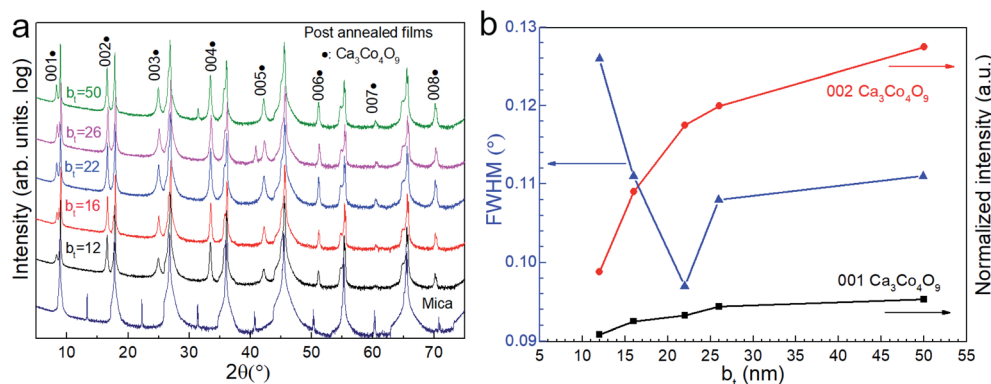 a
Post annealed films
●: Ca₃Co₄O₉
001●
002●
003●
004●
005●
006●
007●
008●
bₜ=50
bₜ=26
bₜ=22
bₜ=16
bₜ=12
Mica
Intensity (arb. units. log)
10 20 30 40 50 60 70
2θ(°)
b
0.13
0.12
0.11
0.10
0.09
FWHM (°)
002 Ca₃Co₄O₉
001 Ca₃Co₄O₉
Normalized intensity (a.u.)
5 10 15 20 25 30 35 40 45 50 55
bₜ (nm)